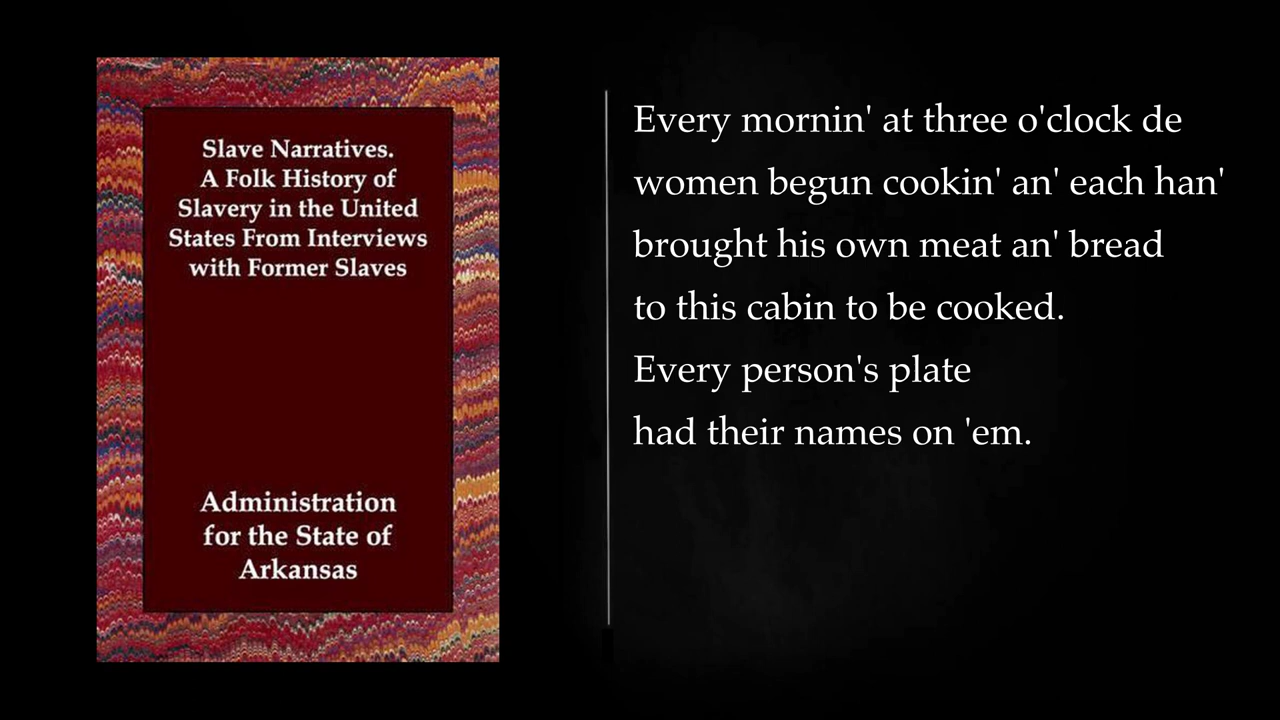 Slave Narratives.
A Folk History of
Slavery in the United
States From Interviews
with Former Slaves
Administration
for the State of
Arkansas
Every mornin' at three o'clock de
women begun cookin' an' each han'
brought his own meat an' bread
to this cabin to be cooked.
Every person's plate
had their names on 'em.